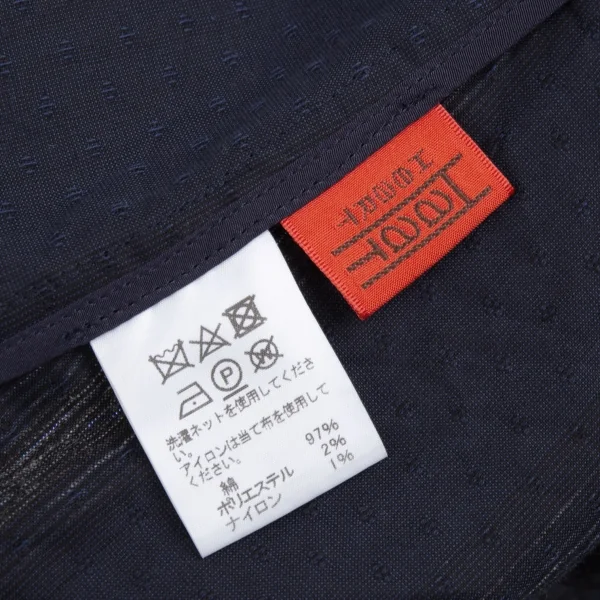 P W
洗濯ネットを使用してくださ
い。
アイロンは当て布を使用して
ください。
綿 97%
ポリエステル 2%
ナイロン 1%